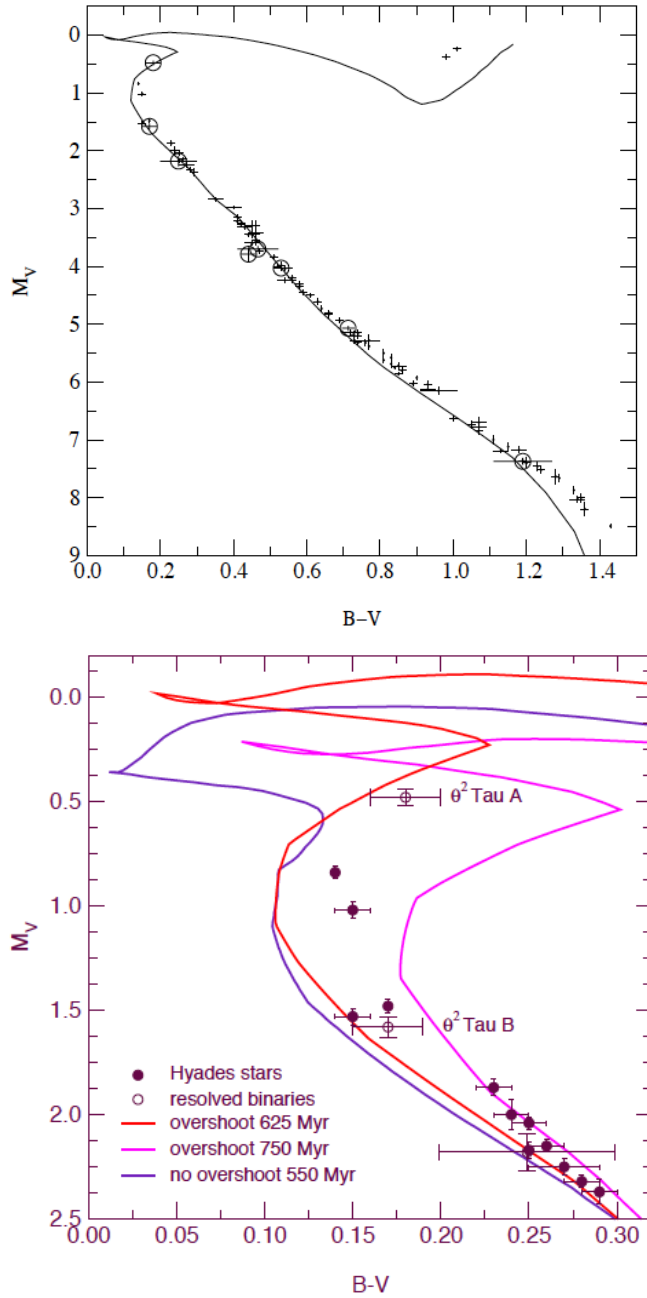 0
1
2
3
4
5
6
7
8
9
M_V
0.0 0.2 0.4 0.6 0.8 1.0 1.2 1.4
B-V
0.0
0.5
1.0
1.5
2.0
2.5
M_V
θ² Tau A
θ² Tau B
Hyades stars
resolved binaries
overshoot 625 Myr
overshoot 750 Myr
no overshoot 550 Myr
0.00 0.05 0.10 0.15 0.20 0.25 0.30
B-V